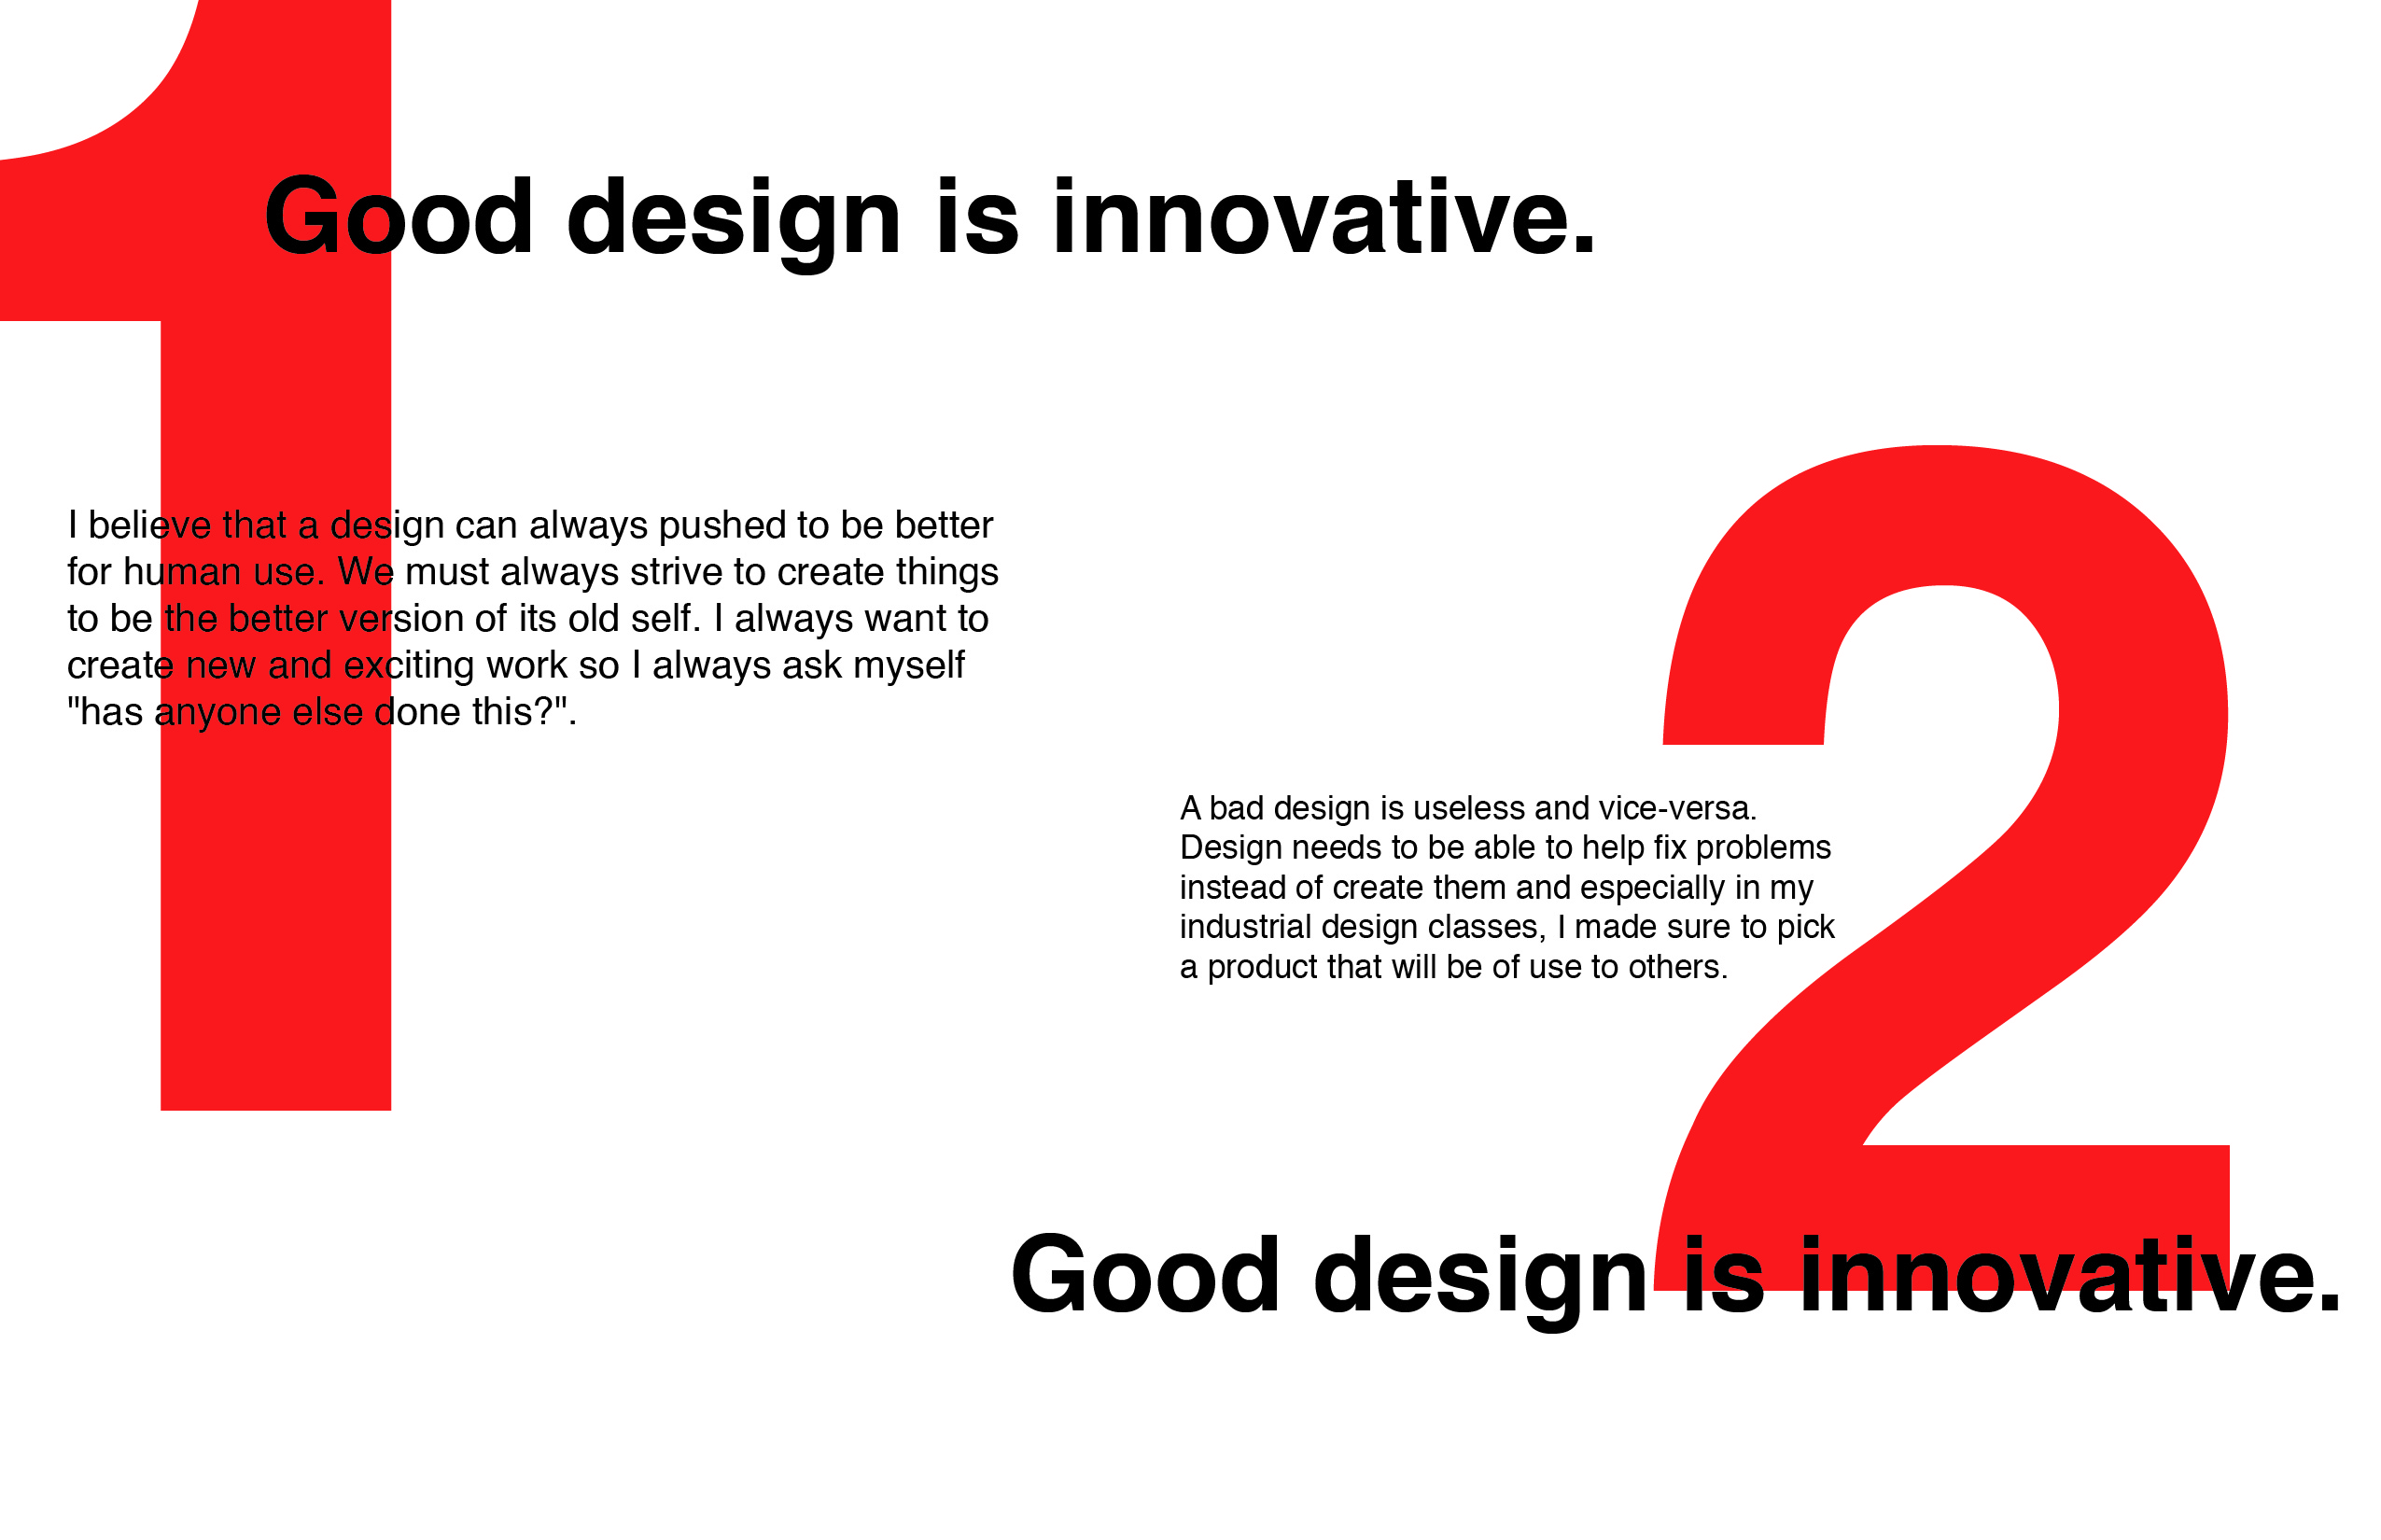 1
Good design is innovative.
I believe that a design can always pushed to be better
for human use. We must always strive to create things
to be the better version of its old self. I always want to
create new and exciting work so I always ask myself
"has anyone else done this?".
2
A bad design is useless and vice-versa.
Design needs to be able to help fix problems
instead of create them and especially in my
industrial design classes, I made sure to pick
a product that will be of use to others.
Good design is innovative.